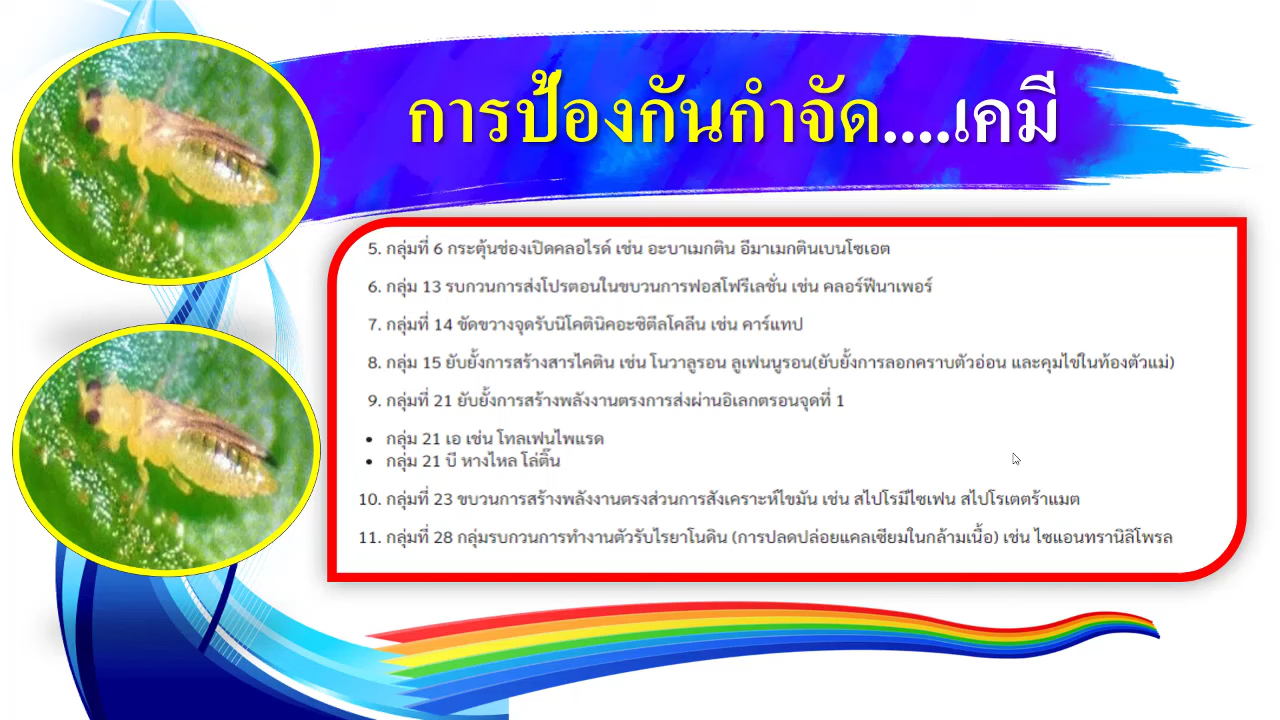 การป้องกันกำจัด....เคมี
5. กลุ่มที่ 6 กระตุ้นช่องเปิดคลอไรด์ เช่น อะบาเมกติน อีมาเมกตินเบนโซเอต
6. กลุ่ม 13 รบกวนการส่งโปรตอนในขบวนการฟอสโฟรีเลชั่น เช่น คลอร์ฟีนาเพอร์
7. กลุ่มที่ 14 ขัดขวางจุดรับนิโคตินิคอะซิตีลโคลีน เช่น คาร์แทป
8. กลุ่ม 15 ยับยั้งการสร้างสารไคติน เช่น โนวาลูรอน ลูเฟนนูรอน(ยับยั้งการลอกคราบตัวอ่อน และคุมไข่ในท้องตัวแม่)
9. กลุ่มที่ 21 ยับยั้งการสร้างพลังงานตรงการส่งผ่านอิเลกตรอนจุดที่ 1
• กลุ่ม 21 เอ เช่น โทลเฟนไพแรด
• กลุ่ม 21 บี หางไหล โล่ติ๊น
10. กลุ่มที่ 23 ขบวนการสร้างพลังงานตรงส่วนการสังเคราะห์ไขมัน เช่น สไปโรมีไซเฟน สไปโรเตตร้าแมต
11. กลุ่มที่ 28 กลุ่มรบกวนการทำงานตัวรับไรยาโนดิน (การปลดปล่อยแคลเซียมในกล้ามเนื้อ) เช่น ไซแอนทรานิลิโพรล